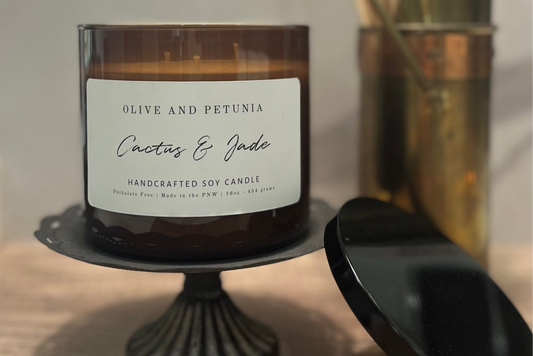 OLIVE AND PETUNIA
Cactus & Jade
HANDCRAFTED SOY CANDLE
Phthalate Free | Made in the PNW | 16oz - 454 grams